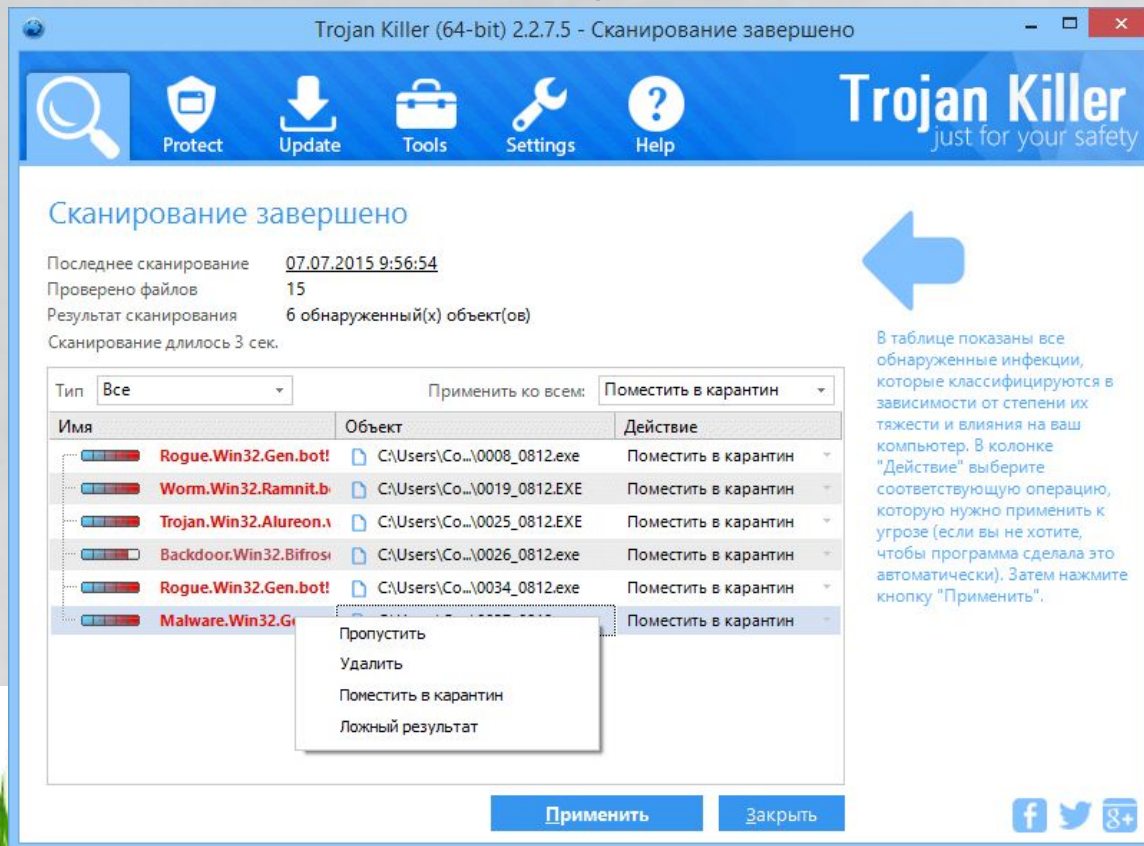 Trojan Killer (64-bit) 2.2.7.5 - Сканирование завершено
Protect Update Tools Settings Help
Trojan Killer
just for your safety
Сканирование завершено
Последнее сканирование 07.07.2015 9:56:54
Проверено файлов 15
Результат сканирования 6 обнаруженный(х) объект(ов)
Сканирование длилось 3 сек.
Тип Все Применить ко всем: Поместить в карантин
Имя Объект Действие
Rogue.Win32.Gen.bot! C:\Users\Co...\0008_0812.exe Поместить в карантин
Worm.Win32.Ramnit.b C:\Users\Co...\0019_0812.EXE Поместить в карантин
Trojan.Win32.Alureon. C:\Users\Co...\0025_0812.EXE Поместить в карантин
Backdoor.Win32.Bifros C:\Users\Co...\0026_0812.exe Поместить в карантин
Rogue.Win32.Gen.bot! C:\Users\Co...\0034_0812.exe Поместить в карантин
Malware.Win32.G Поместить в карантин
Пропустить
Удалить
Поместить в карантин
Ложный результат
В таблице показаны все
обнаруженные инфекции,
которые классифицируются в
зависимости от степени их
тяжести и влияния на ваш
компьютер. В колонке
"Действие" выберите
соответствующую операцию,
которую нужно применить к
угрозе (если вы не хотите,
чтобы программа сделала это
автоматически). Затем нажмите
кнопку "Применить".
Применить Закрыть